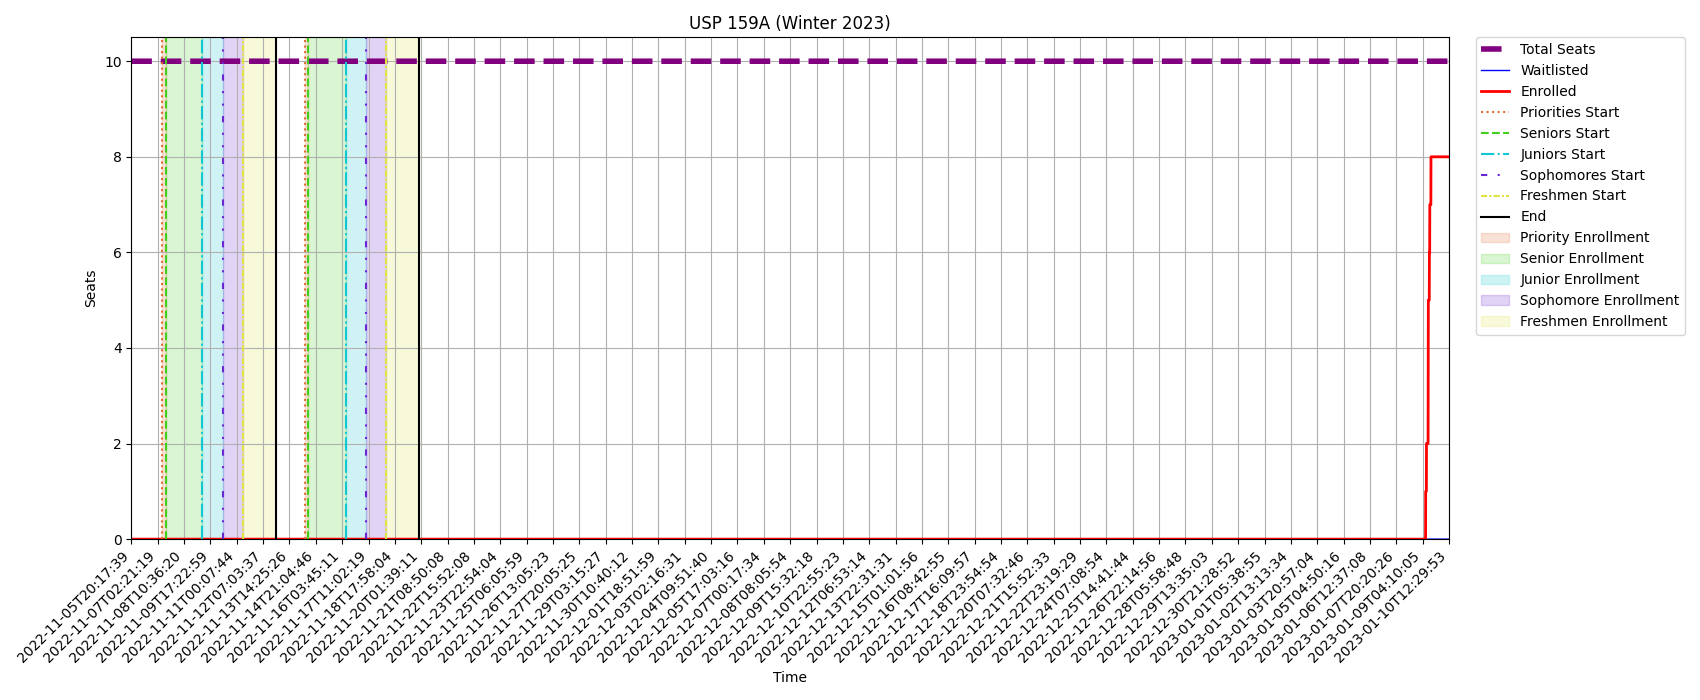 USP 159A (Winter 2023)
Seats
10
8
6
4
2
0
2022-11-05T20:17:39
2022-11-07T02:21:19
2022-11-08T10:36:20
2022-11-09T17:22:59
2022-11-11T00:07:44
2022-11-12T07:03:37
2022-11-13T14:25:26
2022-11-14T21:04:46
2022-11-16T03:45:11
2022-11-17T11:02:19
2022-11-18T17:58:04
2022-11-20T01:39:11
2022-11-21T08:50:08
2022-11-22T15:52:08
2022-11-23T22:54:04
2022-11-25T06:05:59
2022-11-26T13:05:23
2022-11-27T20:05:25
2022-11-29T03:15:27
2022-11-30T10:40:12
2022-12-01T18:51:59
2022-12-03T02:16:31
2022-12-04T09:51:40
2022-12-05T17:03:16
2022-12-07T00:17:34
2022-12-08T08:05:54
2022-12-09T15:32:18
2022-12-10T22:55:23
2022-12-12T06:53:14
2022-12-13T22:31:31
2022-12-15T01:01:56
2022-12-16T08:42:55
2022-12-17T16:09:57
2022-12-18T23:54:54
2022-12-20T07:32:46
2022-12-21T15:52:33
2022-12-22T23:19:29
2022-12-24T07:08:54
2022-12-25T14:41:44
2022-12-26T22:14:56
2022-12-28T05:58:48
2022-12-29T13:35:03
2022-12-30T21:28:52
2023-01-01T05:38:55
2023-01-02T13:13:34
2023-01-03T20:57:04
2023-01-05T04:50:16
2023-01-06T12:37:08
2023-01-07T20:20:26
2023-01-09T04:10:05
2023-01-10T12:29:53
Time
Total Seats
Waitlisted
Enrolled
Priorities Start
Seniors Start
Juniors Start
Sophomores Start
Freshmen Start
End
Priority Enrollment
Senior Enrollment
Junior Enrollment
Sophomore Enrollment
Freshmen Enrollment